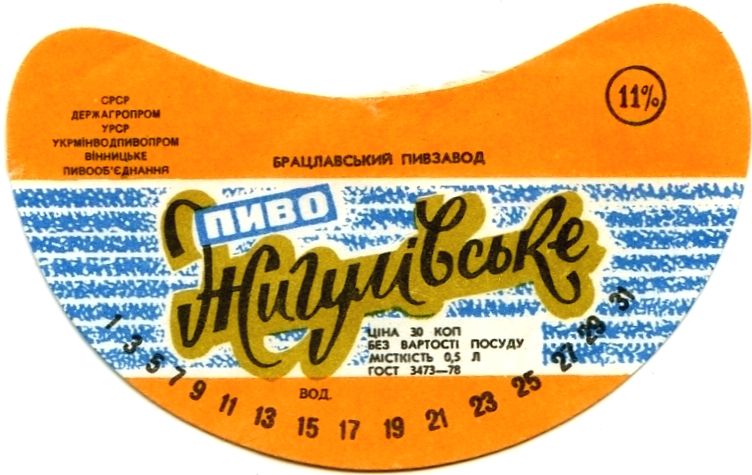 СРСР
ДЕРЖАГРОПРОМ
УРСР
УКРМІНВОДПИВОПРОМ
ВІННИЦЬКЕ
ПИВООБ'ЄДНАННЯ
11%
БРАЦЛАВСЬКИЙ ПИВЗАВОД
ПИВО
Жигулівське
ЦІНА 30 КОП
БЕЗ ВАРТОСТІ ПОСУДУ
МІСТКІСТЬ 0,5 Л
ГОСТ 3473—78
ВОД.
1 3 5 7 9 11 13 15 17 19 21 23 25 27 29 31